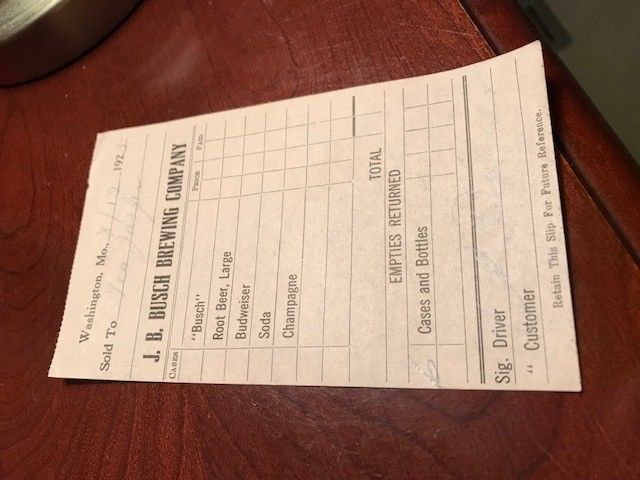 Washington, Mo., 192
Sold To
J. B. BUSCH BREWING COMPANY
CASES PRICE PAID
"Busch"
Root Beer, Large
Budweiser
Soda
Champagne
TOTAL
EMPTIES RETURNED
Cases and Bottles
Sig. Driver
" Customer
Retain This Slip For Future Reference.